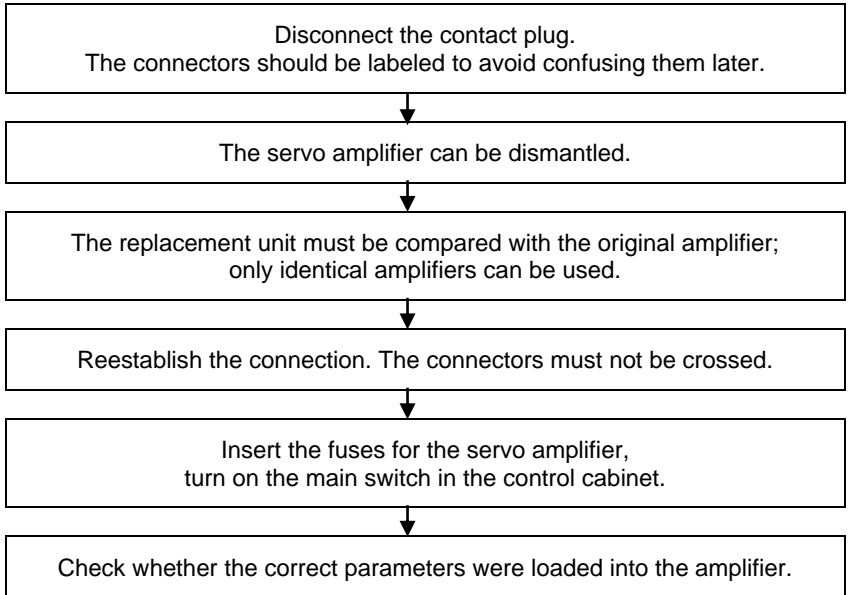 Disconnect the contact plug.
The connectors should be labeled to avoid confusing them later.
The servo amplifier can be dismantled.
The replacement unit must be compared with the original amplifier;
only identical amplifiers can be used.
Reestablish the connection. The connectors must not be crossed.
Insert the fuses for the servo amplifier,
turn on the main switch in the control cabinet.
Check whether the correct parameters were loaded into the amplifier.